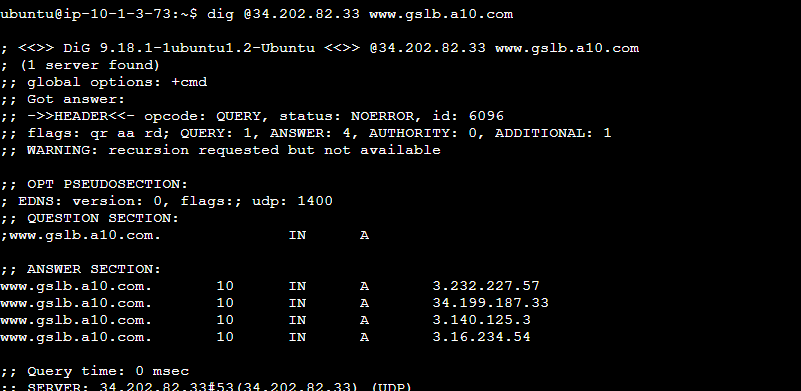 ubuntu@ip-10-1-3-73:~$ dig @34.202.82.33 www.gslb.a10.com
; <<>> DiG 9.18.1-1ubuntu1.2-Ubuntu <<>> @34.202.82.33 www.gslb.a10.com
; (1 server found)
;; global options: +cmd
;; Got answer:
;; ->>HEADER<<- opcode: QUERY, status: NOERROR, id: 6096
;; flags: qr aa rd; QUERY: 1, ANSWER: 4, AUTHORITY: 0, ADDITIONAL: 1
;; WARNING: recursion requested but not available
;; OPT PSEUDOSECTION:
; EDNS: version: 0, flags:; udp: 1400
;; QUESTION SECTION:
;www.gslb.a10.com. IN A
;; ANSWER SECTION:
www.gslb.a10.com. 10 IN A 3.232.227.57
www.gslb.a10.com. 10 IN A 34.199.187.33
www.gslb.a10.com. 10 IN A 3.140.125.3
www.gslb.a10.com. 10 IN A 3.16.234.54
;; Query time: 0 msec
;; SERVER: 34.202.82.33#53(34.202.82.33) (UDP)